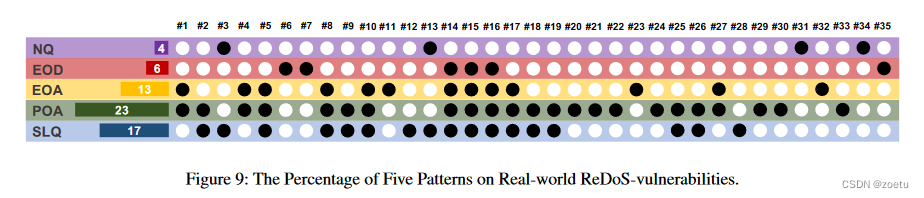 #1 #2 #3 #4 #5 #6 #7 #8 #9 #10 #11 #12 #13 #14 #15 #16 #17 #18 #19 #20 #21 #22 #23 #24 #25 #26 #27 #28 #29 #30 #31 #32 #33 #34 #35
NQ 4
EOD 6
EOA 13
POA 23
SLQ 17
Figure 9: The Percentage of Five Patterns on Real-world ReDoS-vulnerabilities.
CSDN @zoetu